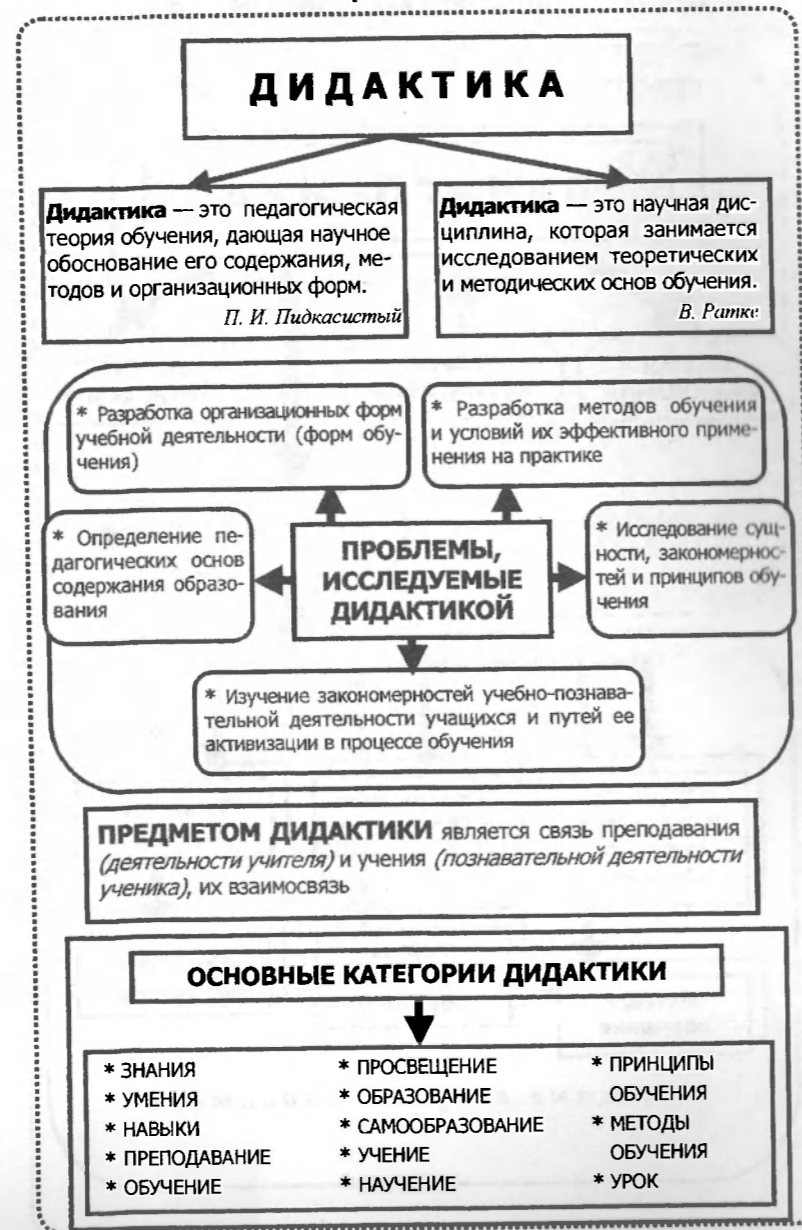 ДИДАКТИКА
Дидактика — это педагогическая
теория обучения, дающая научное
обоснование его содержания, ме-
тодов и организационных форм.
П. И. Пидкасистый
Дидактика — это научная дис-
циплина, которая занимается
исследованием теоретических
и методических основ обучения.
В. Ратке
* Разработка организационных форм
учебной деятельности (форм обу-
чения)
* Разработка методов обучения
и условий их эффективного приме-
нения на практике
* Определение пе-
дагогических основ
содержания образо-
вания
ПРОБЛЕМЫ,
ИССЛЕДУЕМЫЕ
ДИДАКТИКОЙ
* Исследование сущ-
ности, закономернос-
тей и принципов обу-
чения
* Изучение закономерностей учебно-познава-
тельной деятельности учащихся и путей ее
активизации в процессе обучения
ПРЕДМЕТОМ ДИДАКТИКИ является связь преподавания
(деятельности учителя) и учения (познавательной деятельности
ученика), их взаимосвязь
ОСНОВНЫЕ КАТЕГОРИИ ДИДАКТИКИ
* ЗНАНИЯ
* УМЕНИЯ
* НАВЫКИ
* ПРЕПОДАВАНИЕ
* ОБУЧЕНИЕ
* ПРОСВЕЩЕНИЕ
* ОБРАЗОВАНИЕ
* САМООБРАЗОВАНИЕ
* УЧЕНИЕ
* НАУЧЕНИЕ
* ПРИНЦИПЫ
ОБУЧЕНИЯ
* МЕТОДЫ
ОБУЧЕНИЯ
* УРОК